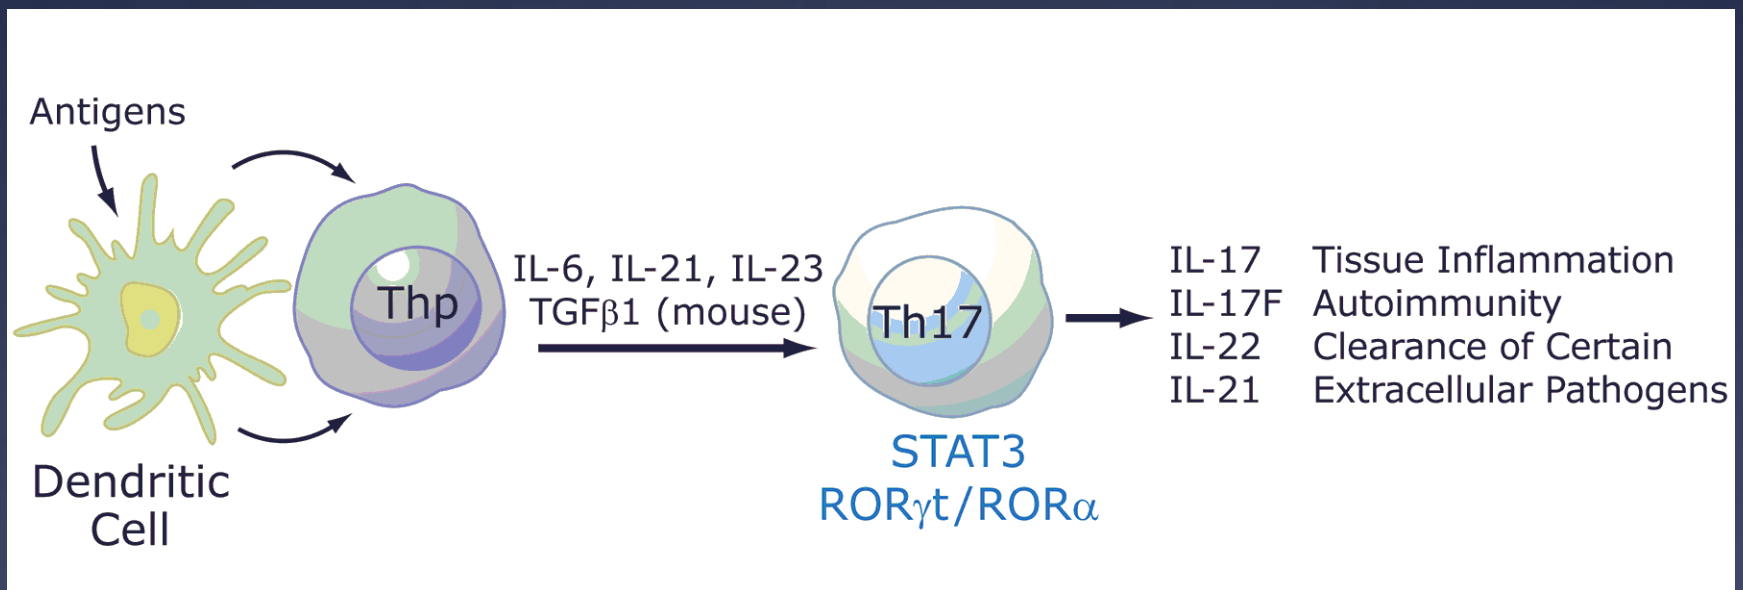 Antigens
Dendritic
Cell
Thp
IL-6, IL-21, IL-23
TGFβ1 (mouse)
Th17
STAT3
RORγt/RORα
IL-17 Tissue Inflammation
IL-17F Autoimmunity
IL-22 Clearance of Certain
IL-21 Extracellular Pathogens